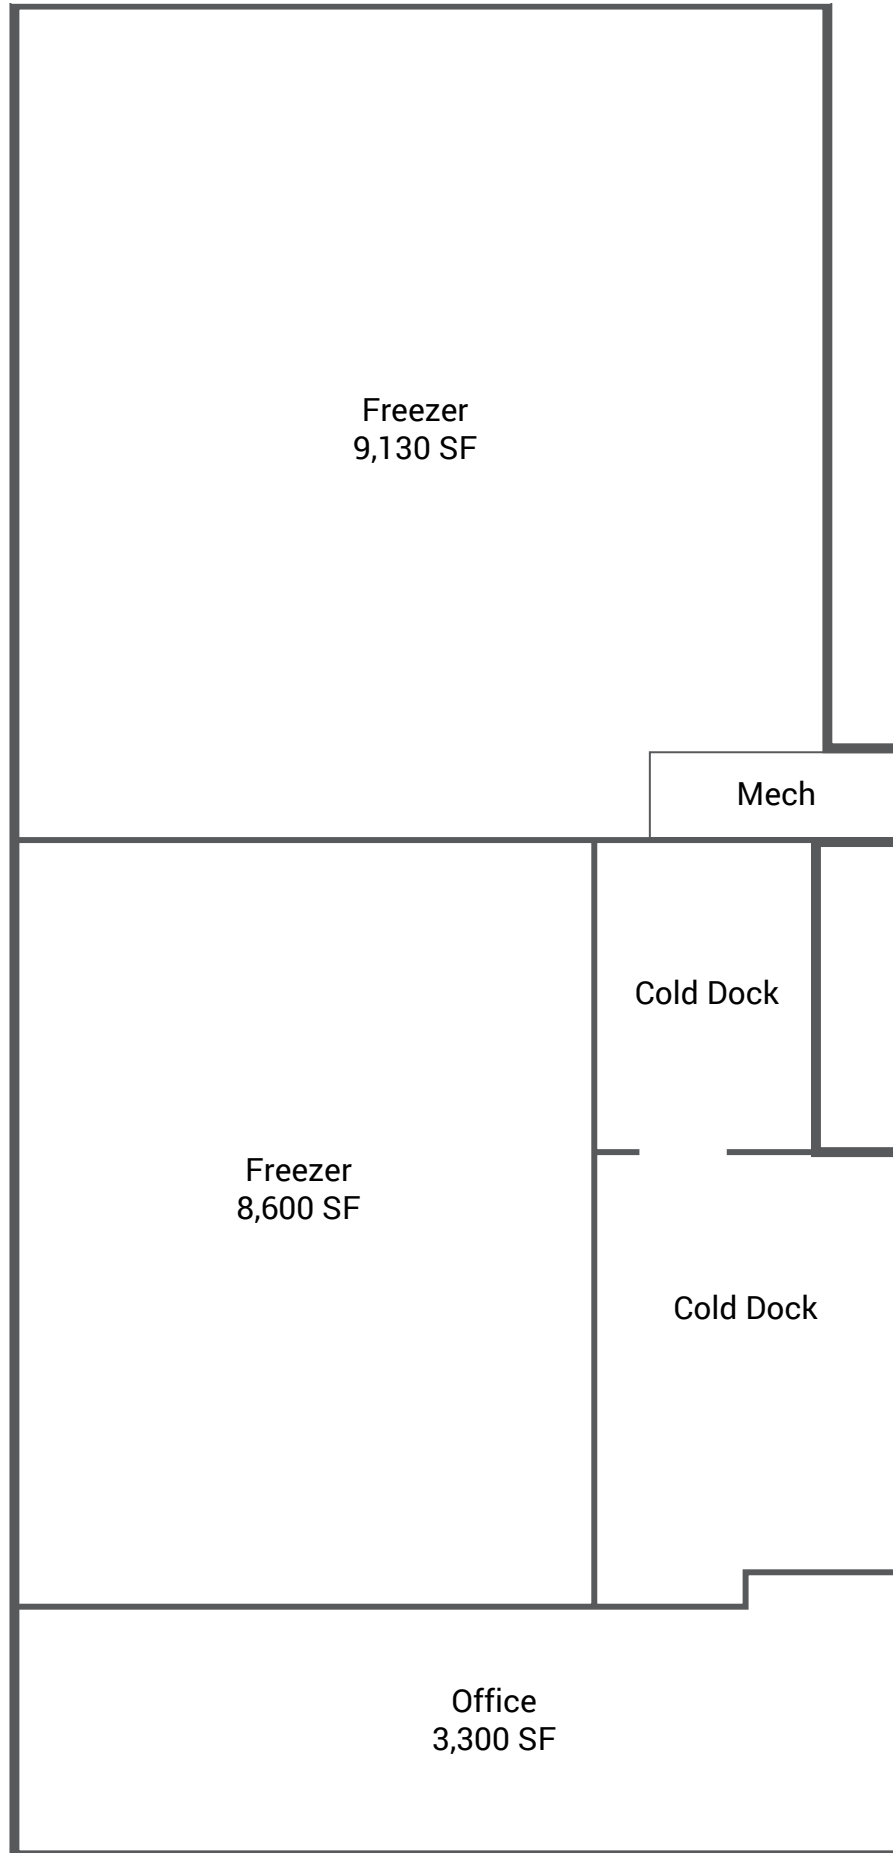 Freezer
9,130 SF
Mech
Cold Dock
Freezer
8,600 SF
Cold Dock
Office
3,300 SF